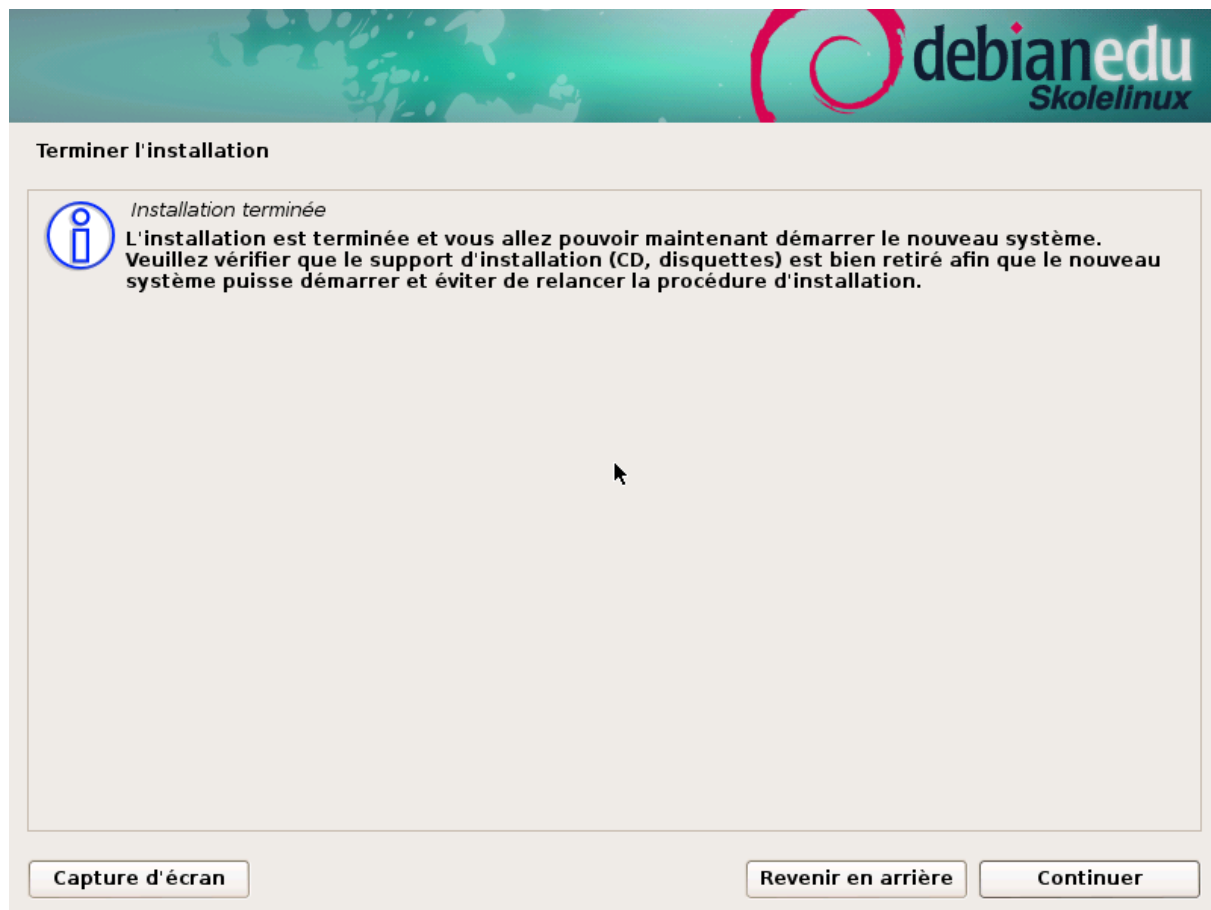 debianedu
Skolelinux
Terminer l'installation
Installation terminée
L'installation est terminée et vous allez pouvoir maintenant démarrer le nouveau système.
Veuillez vérifier que le support d'installation (CD, disquettes) est bien retiré afin que le nouveau
système puisse démarrer et éviter de relancer la procédure d'installation.
Capture d'écran
Revenir en arrière
Continuer